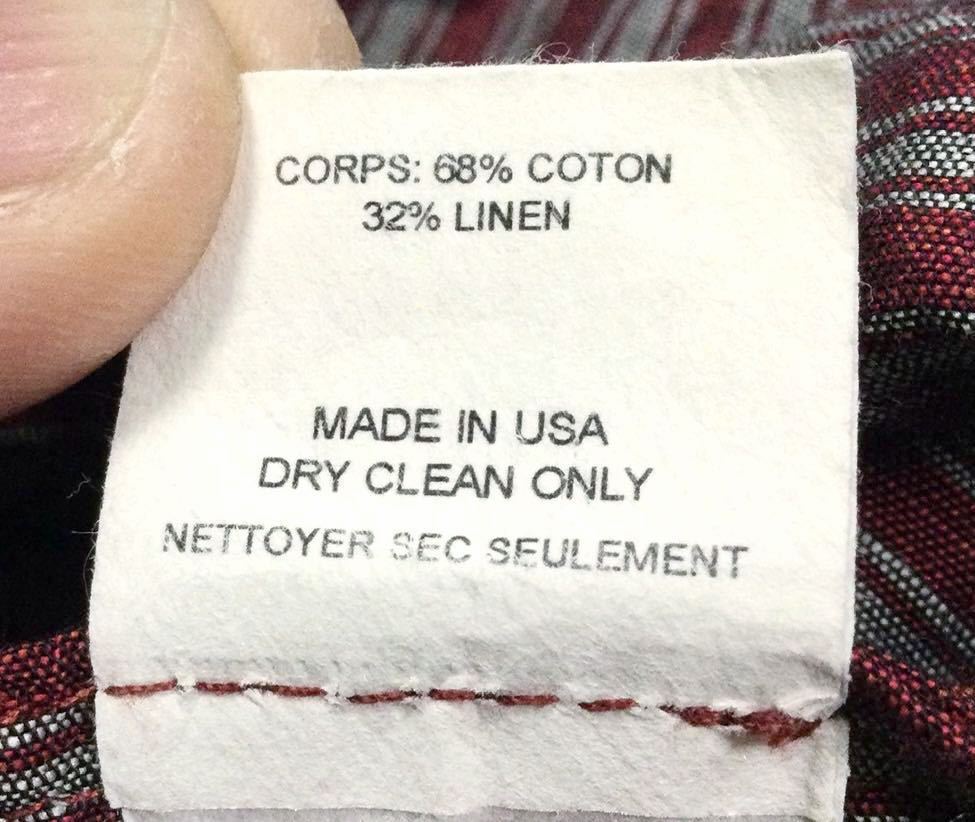 CORPS: 68% COTON
32% LINEN
MADE IN USA
DRY CLEAN ONLY
NETTOYER SEC SEULEMENT